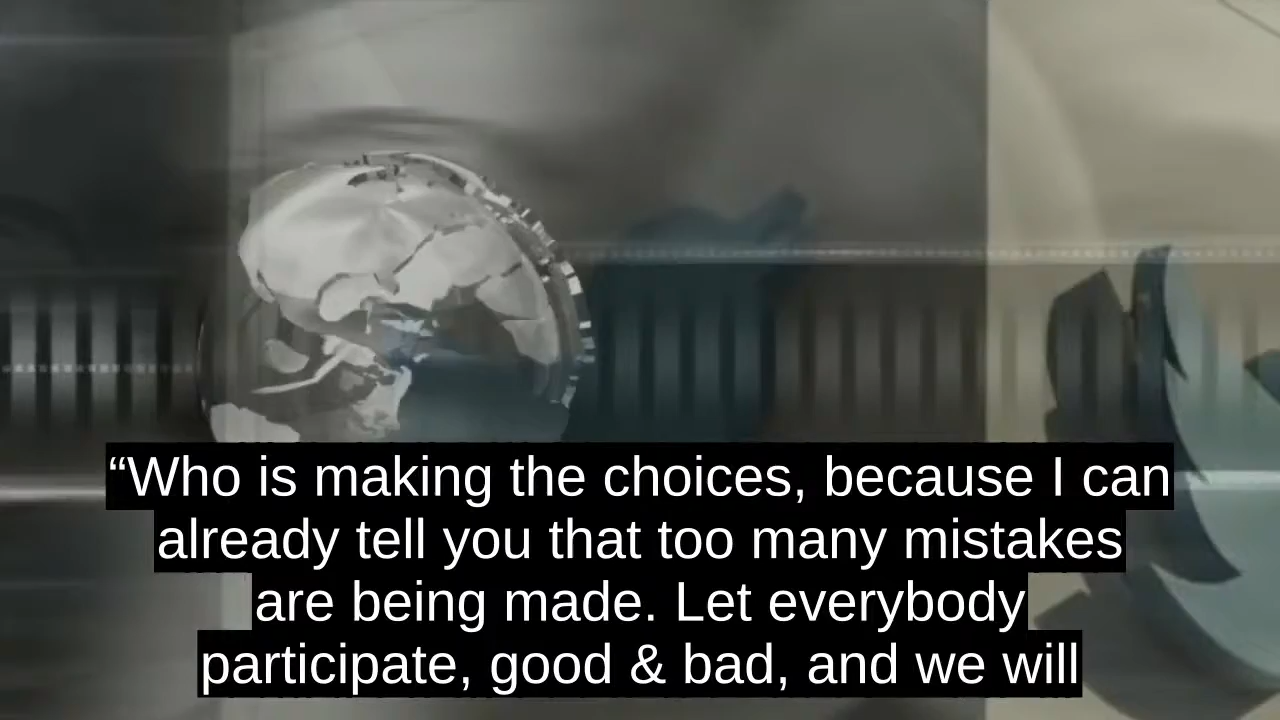 “Who is making the choices, because I can
already tell you that too many mistakes
are being made. Let everybody
participate, good & bad, and we will